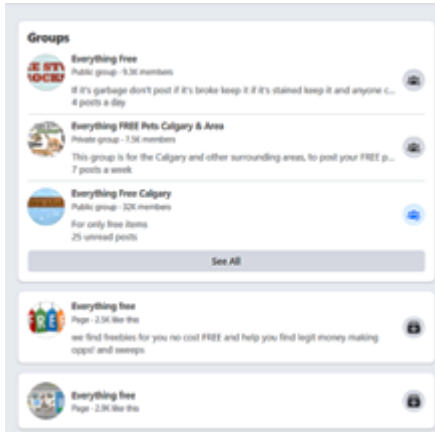 Groups
Everything Free
Public group · 9.3K members
If it's garbage don't post if it's broke keep it if it's stained keep it and anyone c...
4 posts a day
Everything FREE Pets Calgary & Area
Private group · 7.5K members
This group is for the Calgary and other surrounding areas, to post your FREE p...
7 posts a week
Everything Free Calgary
Public group · 32K members
For only free items
25 unread posts
See All
Everything free
Page · 2.5K like this
we find freebies for you no cost FREE and help you find legit money making
opps! and sweeps
Everything free
Page · 2.9K like this